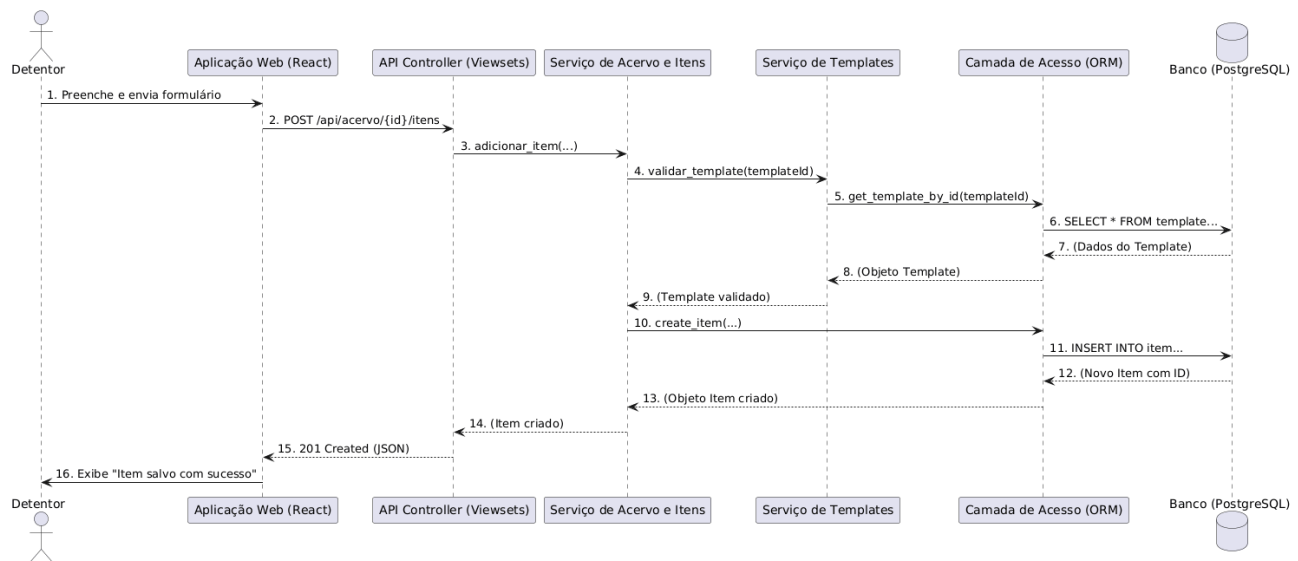 Detentor
Aplicação Web (React)
API Controller (Viewsets)
Serviço de Acervo e Itens
Serviço de Templates
Camada de Acesso (ORM)
Banco (PostgreSQL)
1. Preenche e envia formulário
2. POST /api/acervo/{id}/itens
3. adicionar_item(...)
4. validar_template(templateId)
5. get_template_by_id(templateId)
6. SELECT * FROM template...
7. (Dados do Template)
8. (Objeto Template)
9. (Template validado)
10. create_item(...)
11. INSERT INTO item...
12. (Novo Item com ID)
13. (Objeto Item criado)
14. (Item criado)
15. 201 Created (JSON)
16. Exibe "Item salvo com sucesso"
Detentor
Aplicação Web (React)
API Controller (Viewsets)
Serviço de Acervo e Itens
Serviço de Templates
Camada de Acesso (ORM)
Banco (PostgreSQL)